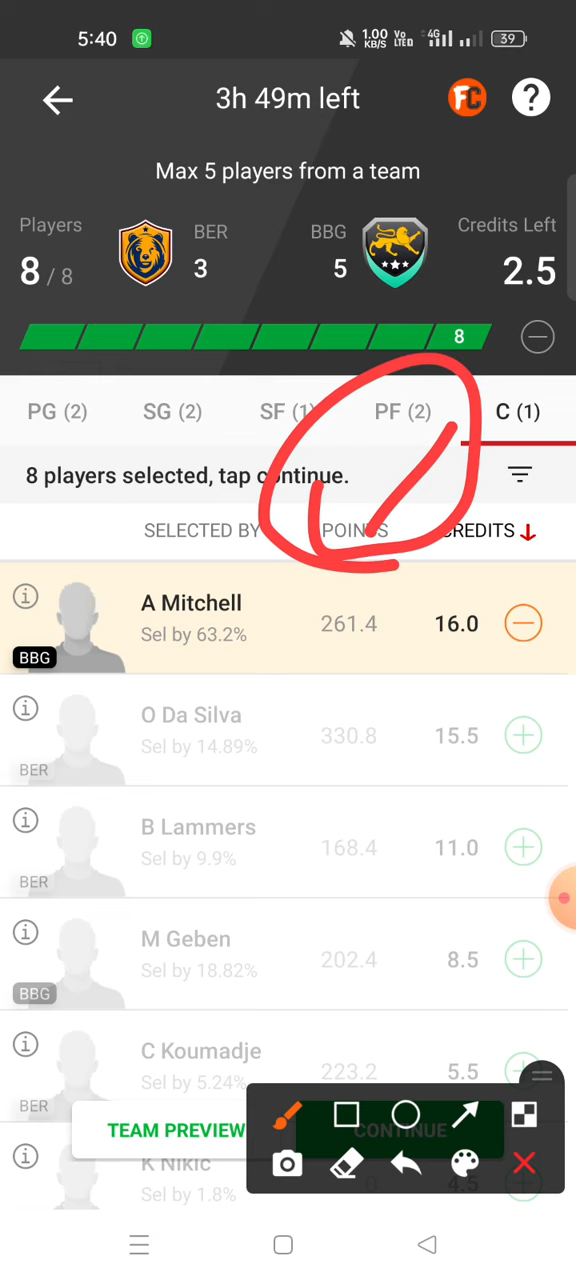 5:40 1.00 KB/S Vo LTED 4G 39
3h 49m left FC ?
Max 5 players from a team
Players BER BBG Credits Left
8 / 8 3 5 2.5
8
PG (2) SG (2) SF (1) PF (2) C (1)
8 players selected, tap continue.
SELECTED BY POINTS CREDITS
A Mitchell
Sel by 63.2% 261.4 16.0
BBG
O Da Silva
Sel by 14.89% 330.8 15.5
BER
B Lammers
Sel by 9.9% 168.4 11.0
BER
M Geben
Sel by 18.82% 202.4 8.5
BBG
C Koumadje
Sel by 5.24% 223.2 5.5
BER
TEAM PREVIEW CONTINUE
K Nikic
Sel by 1.8% 0 4.5